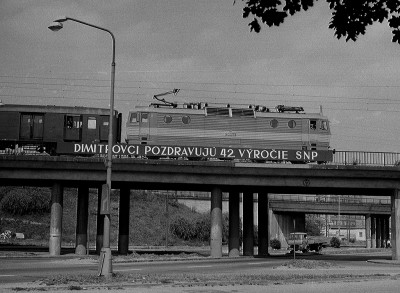 DIMITROVCI POZDRAVUJÚ 42. VÝROČIE SNP